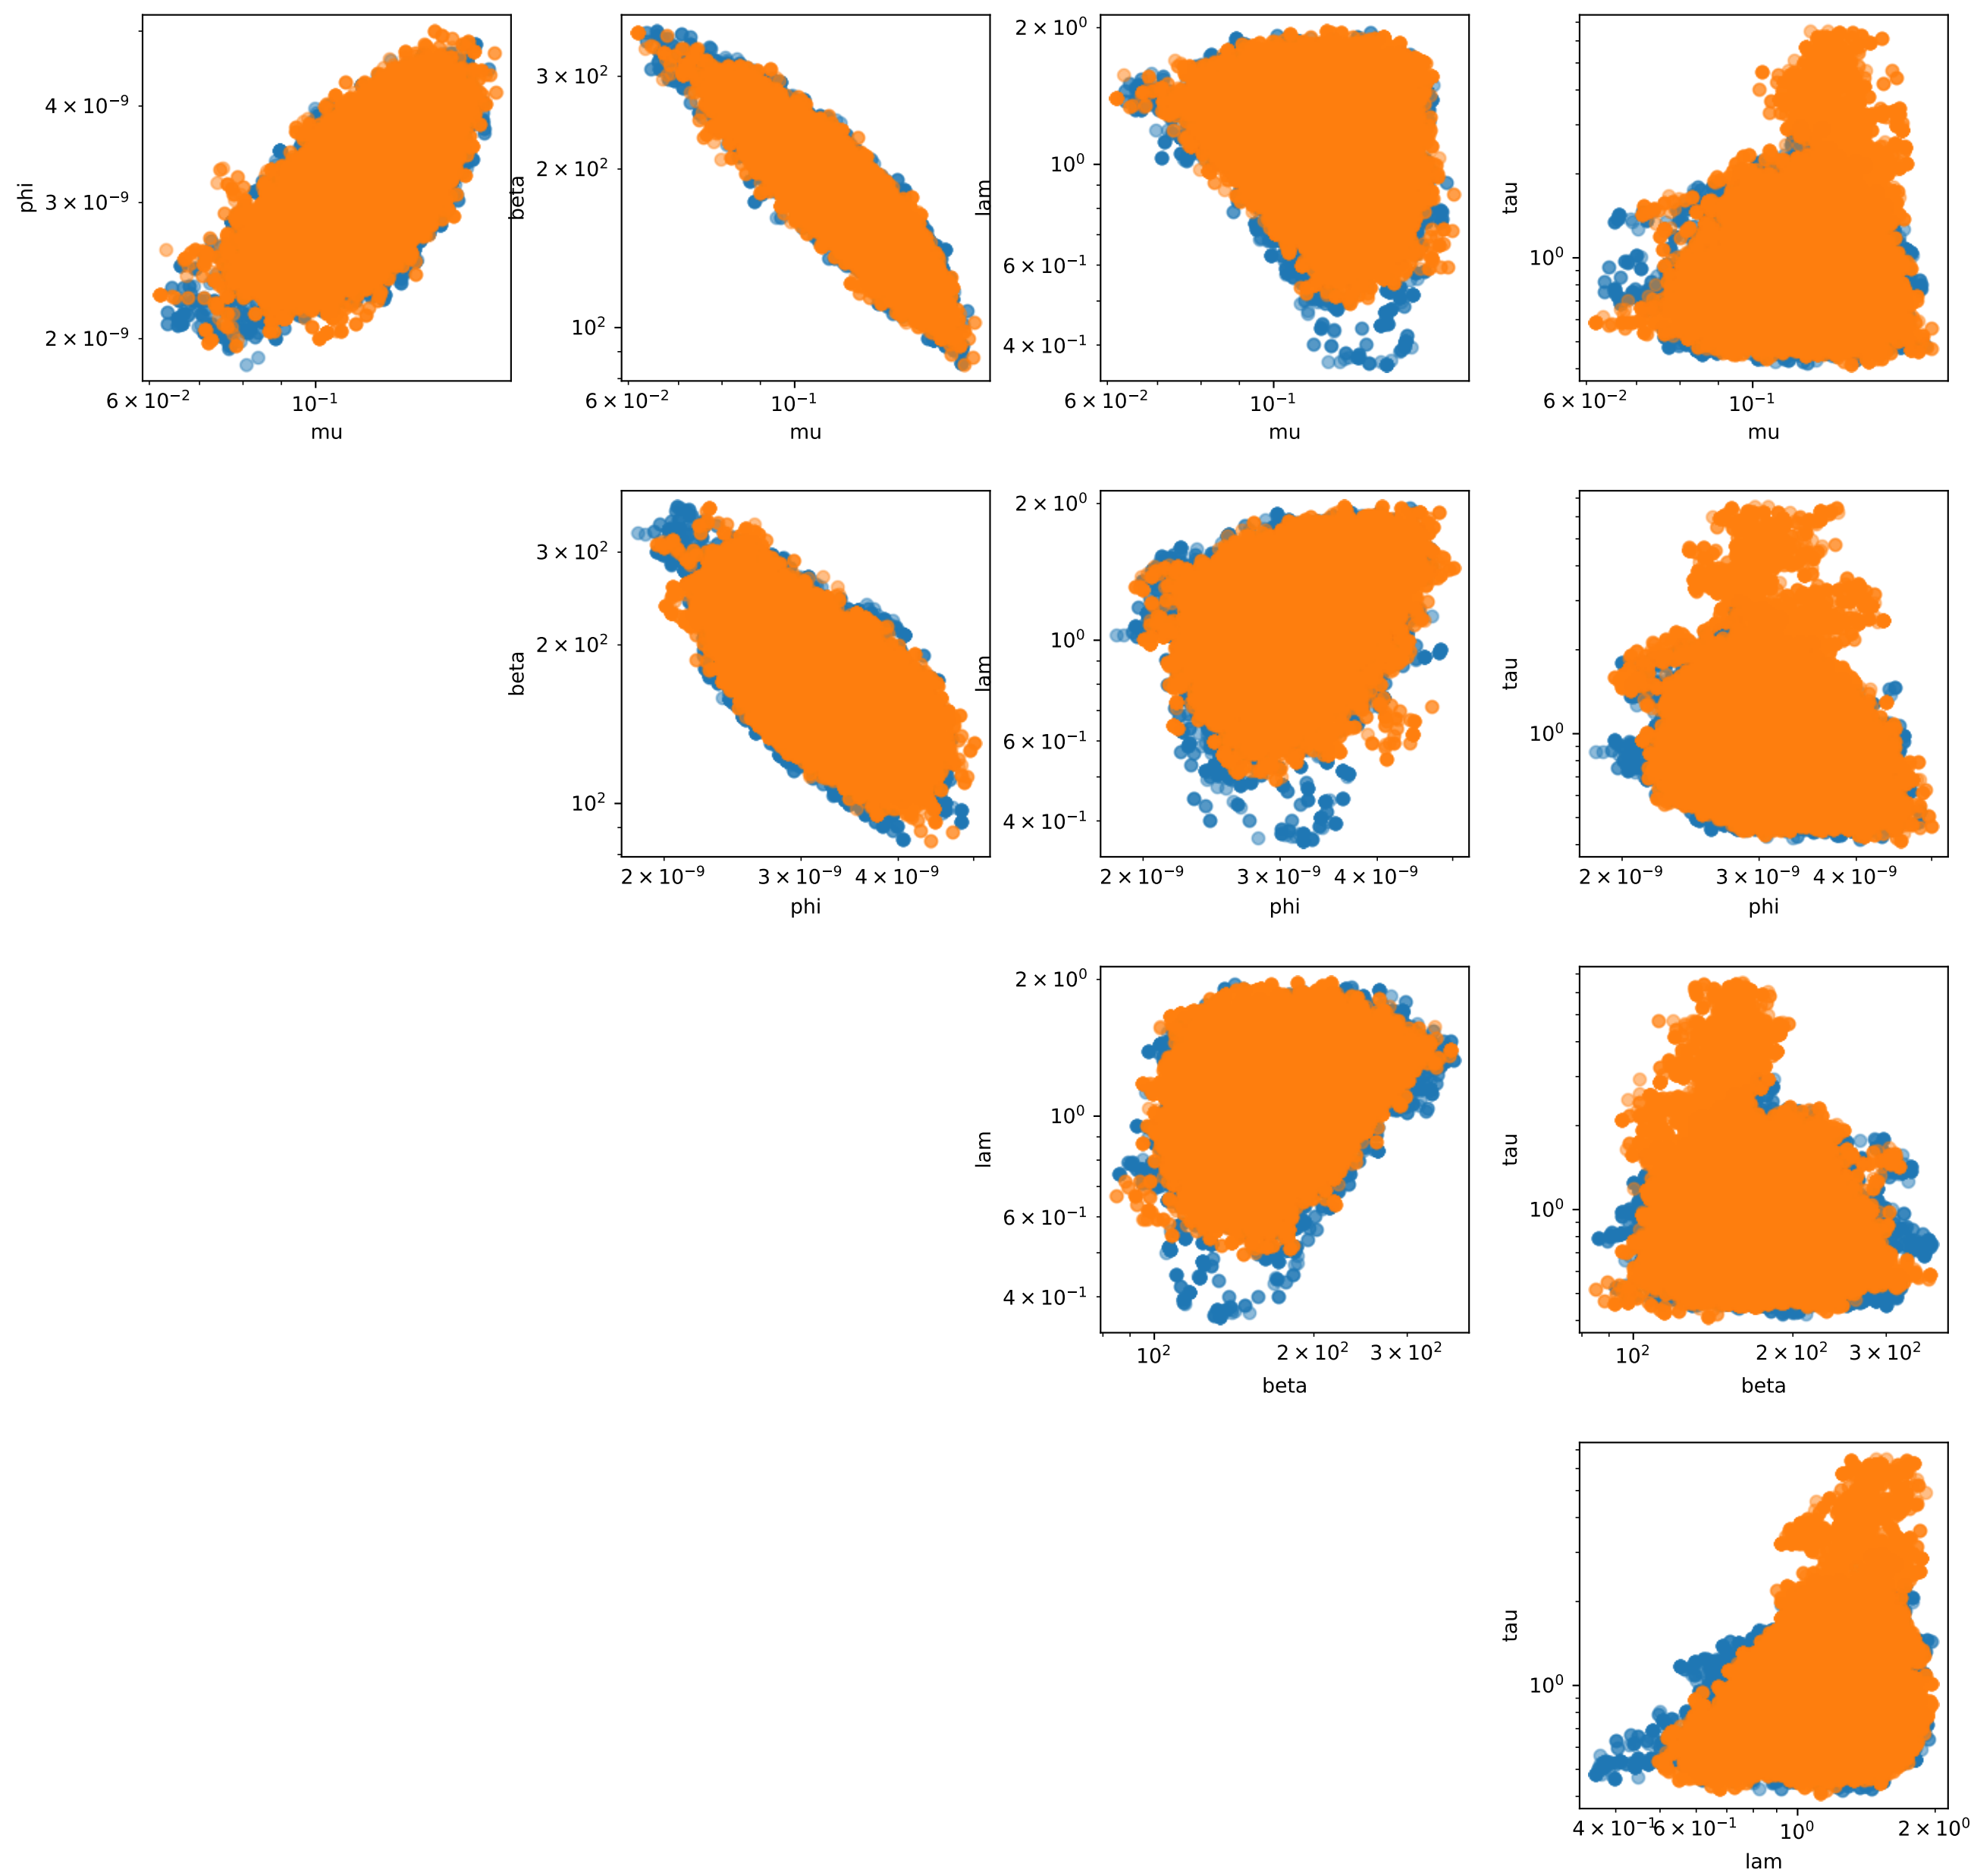 phi
4 × 10⁻⁹
3 × 10⁻⁹
2 × 10⁻⁹
6 × 10⁻² 10⁻¹
mu
beta
3 × 10²
2 × 10²
10²
6 × 10⁻² 10⁻¹
mu
lam
2 × 10⁰
10⁰
6 × 10⁻¹
4 × 10⁻¹
6 × 10⁻² 10⁻¹
mu
tau
10⁰
6 × 10⁻² 10⁻¹
mu
beta
3 × 10²
2 × 10²
10²
2 × 10⁻⁹ 3 × 10⁻⁹ 4 × 10⁻⁹
phi
lam
2 × 10⁰
10⁰
6 × 10⁻¹
4 × 10⁻¹
2 × 10⁻⁹ 3 × 10⁻⁹ 4 × 10⁻⁹
phi
tau
10⁰
2 × 10⁻⁹ 3 × 10⁻⁹ 4 × 10⁻⁹
phi
lam
2 × 10⁰
10⁰
6 × 10⁻¹
4 × 10⁻¹
10² 2 × 10² 3 × 10²
beta
tau
10⁰
10² 2 × 10² 3 × 10²
beta
tau
10⁰
4 × 10⁻¹ 6 × 10⁻¹ 10⁰ 2 × 10⁰
lam